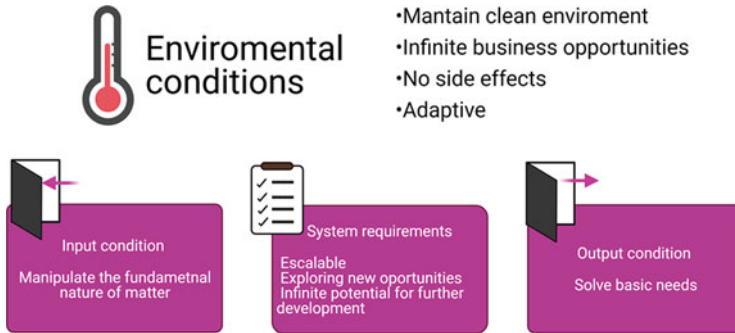 Enviromental
conditions
•Mantain clean enviroment
•Infinite business opportunities
•No side effects
•Adaptive
Input condition
Manipulate the fundametnal
nature of matter
System requirements
Escalable
Exploring new oportunities
Infinite potential for further
development
Output condition
Solve basic needs